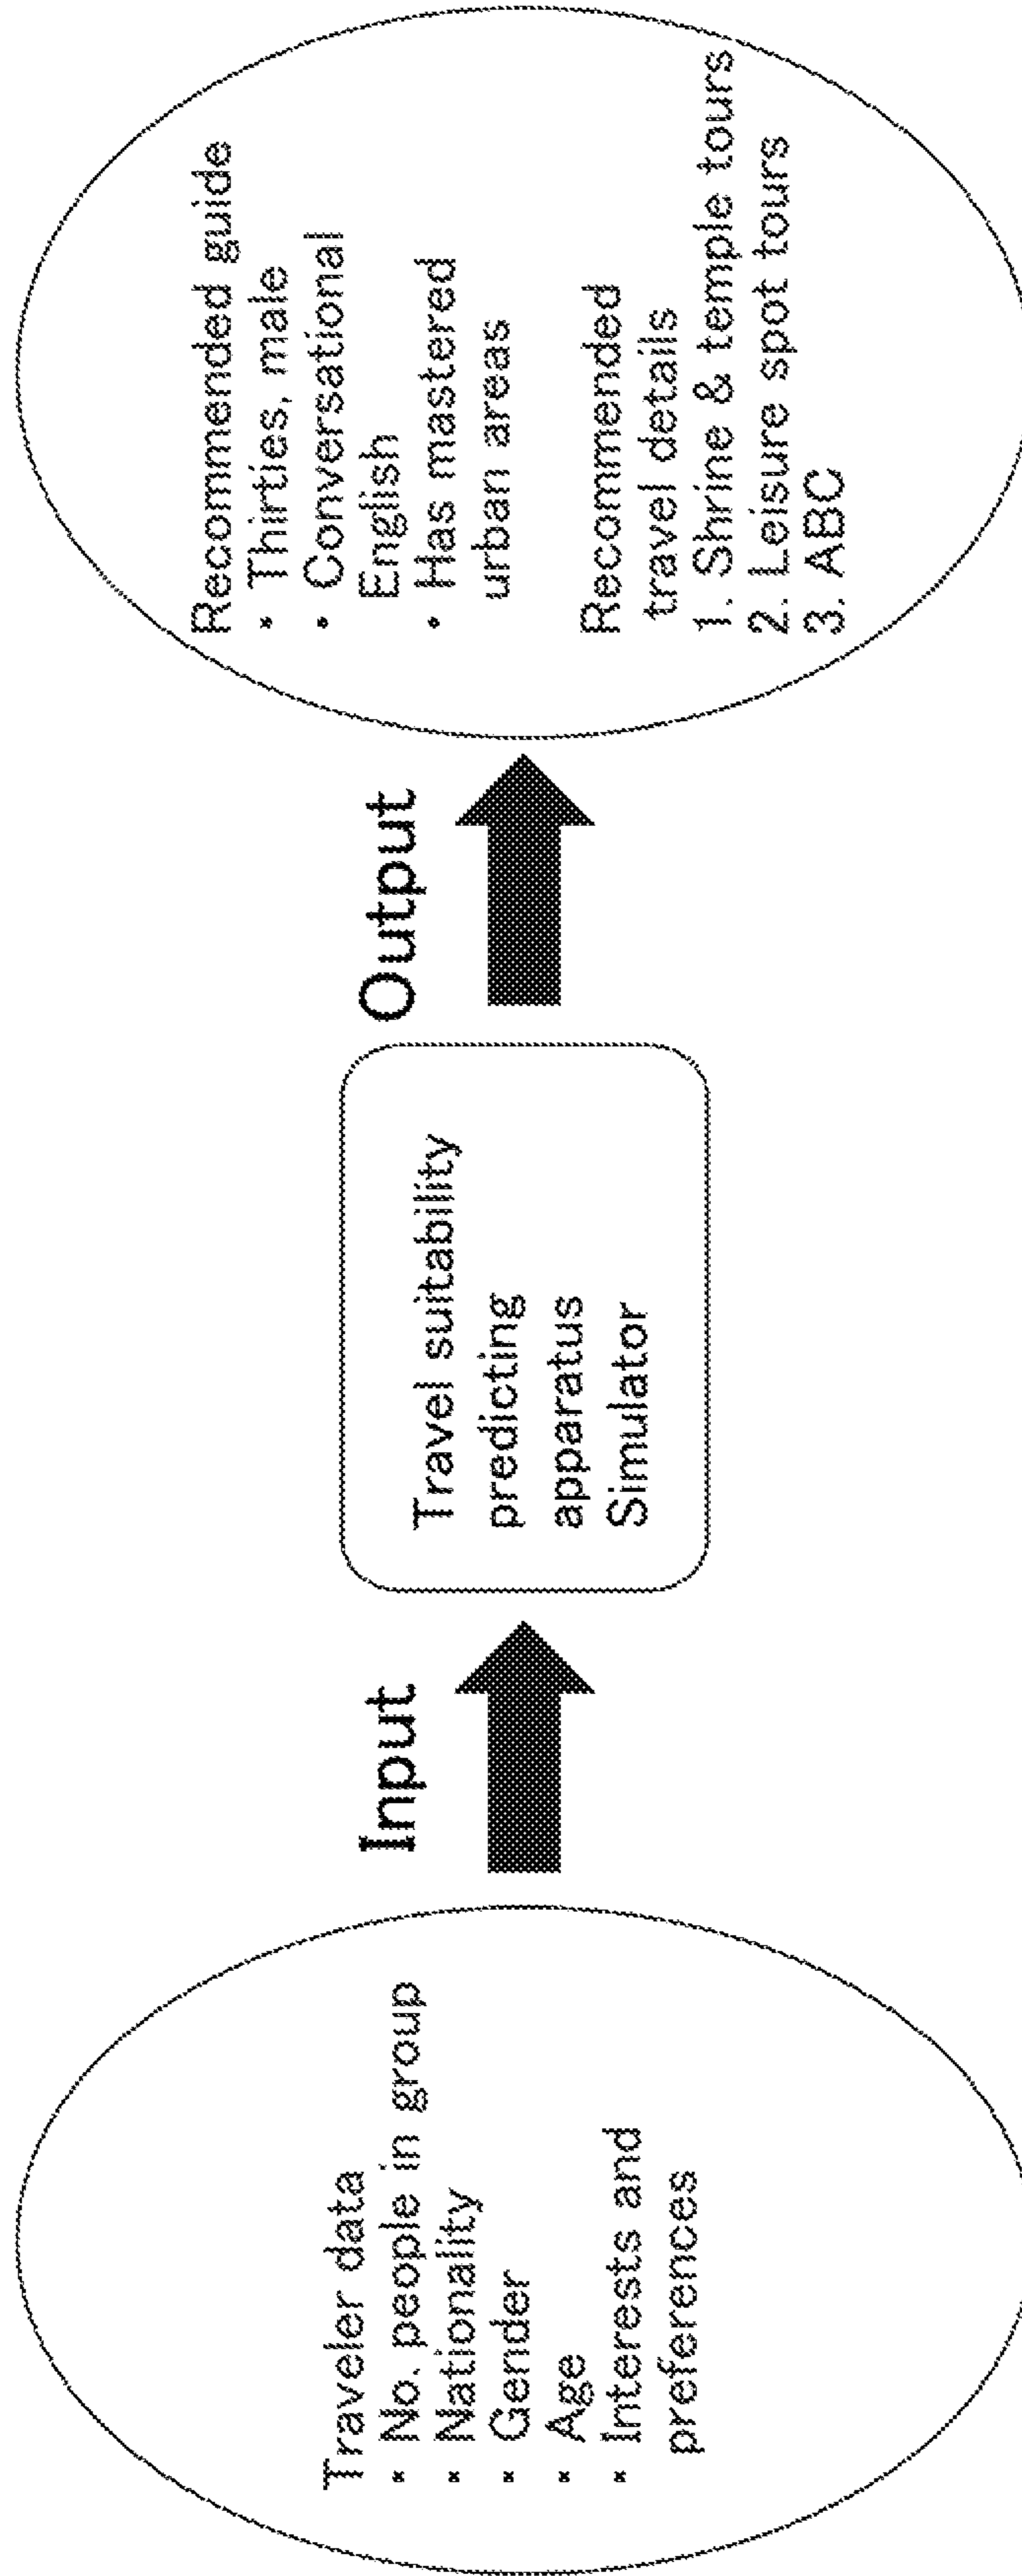 Traveler data
• No. people in group
• Nationality
• Gender
• Age
• Interests and
preferences
Input
Travel suitability
predicting
apparatus
Simulator
Output
Recommended guide
• Thirties, male
• Conversational
English
• Has mastered
urban areas
Recommended
travel details
1. Shrine & temple tours
2. Leisure spot tours
3. ABC